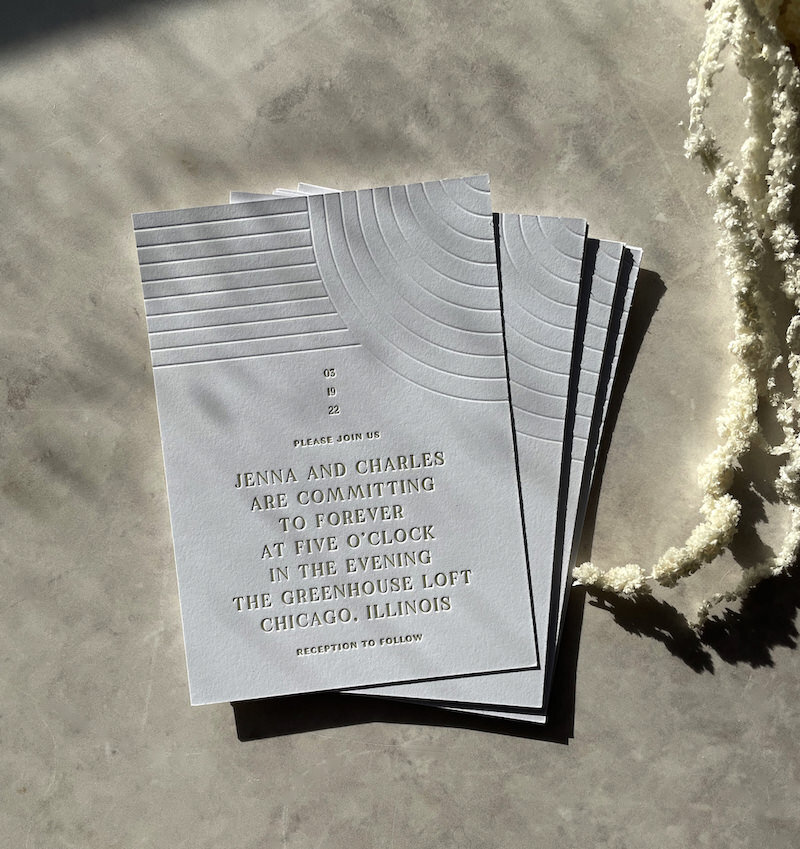 03
19
22
PLEASE JOIN US
JENNA AND CHARLES
ARE COMMITTING
TO FOREVER
AT FIVE O'CLOCK
IN THE EVENING
THE GREENHOUSE LOFT
CHICAGO, ILLINOIS
RECEPTION TO FOLLOW